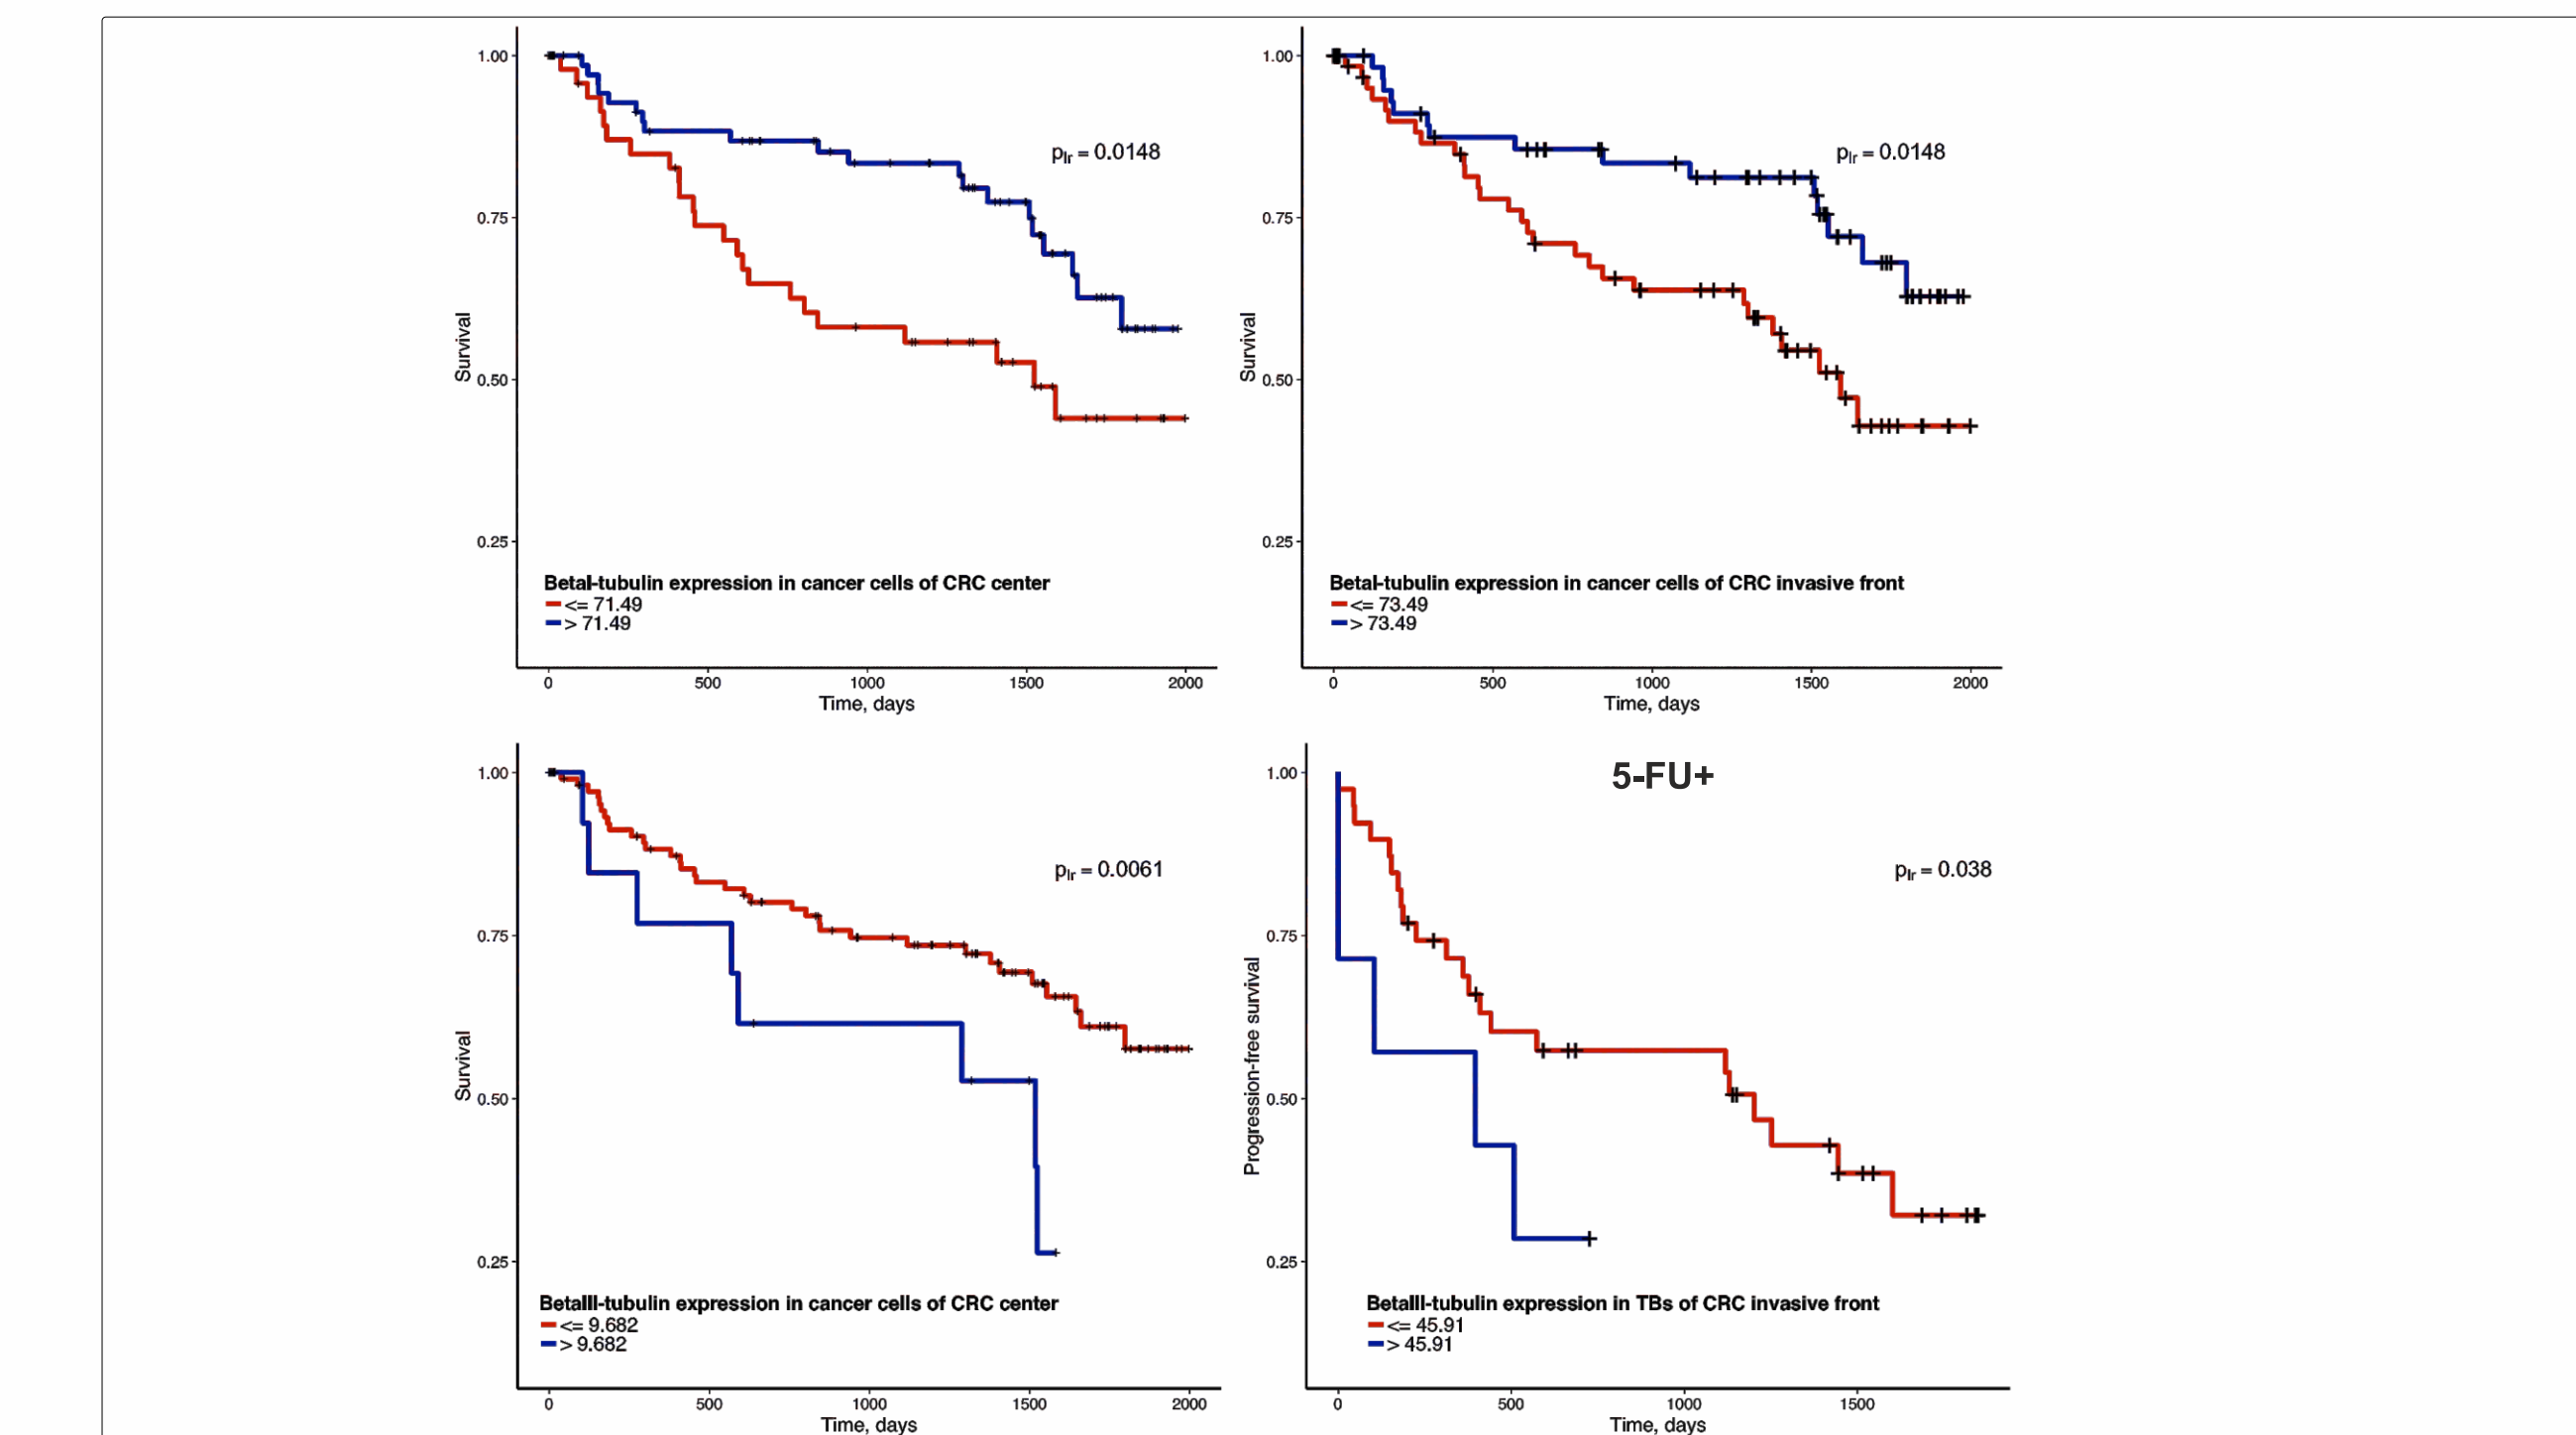 1.00
0.75
0.50
0.25
Survival
p_lr = 0.0148
BetaI-tubulin expression in cancer cells of CRC center
<= 71.49
> 71.49
0 500 1000 1500 2000
Time, days
1.00
0.75
0.50
0.25
Survival
p_lr = 0.0148
BetaI-tubulin expression in cancer cells of CRC invasive front
<= 73.49
> 73.49
0 500 1000 1500 2000
Time, days
1.00
0.75
0.50
0.25
Survival
p_lr = 0.0061
BetaIII-tubulin expression in cancer cells of CRC center
<= 9.682
> 9.682
0 500 1000 1500 2000
Time, days
5-FU+
1.00
0.75
0.50
0.25
Progression-free survival
p_lr = 0.038
BetaIII-tubulin expression in TBs of CRC invasive front
<= 45.91
> 45.91
0 500 1000 1500
Time, days